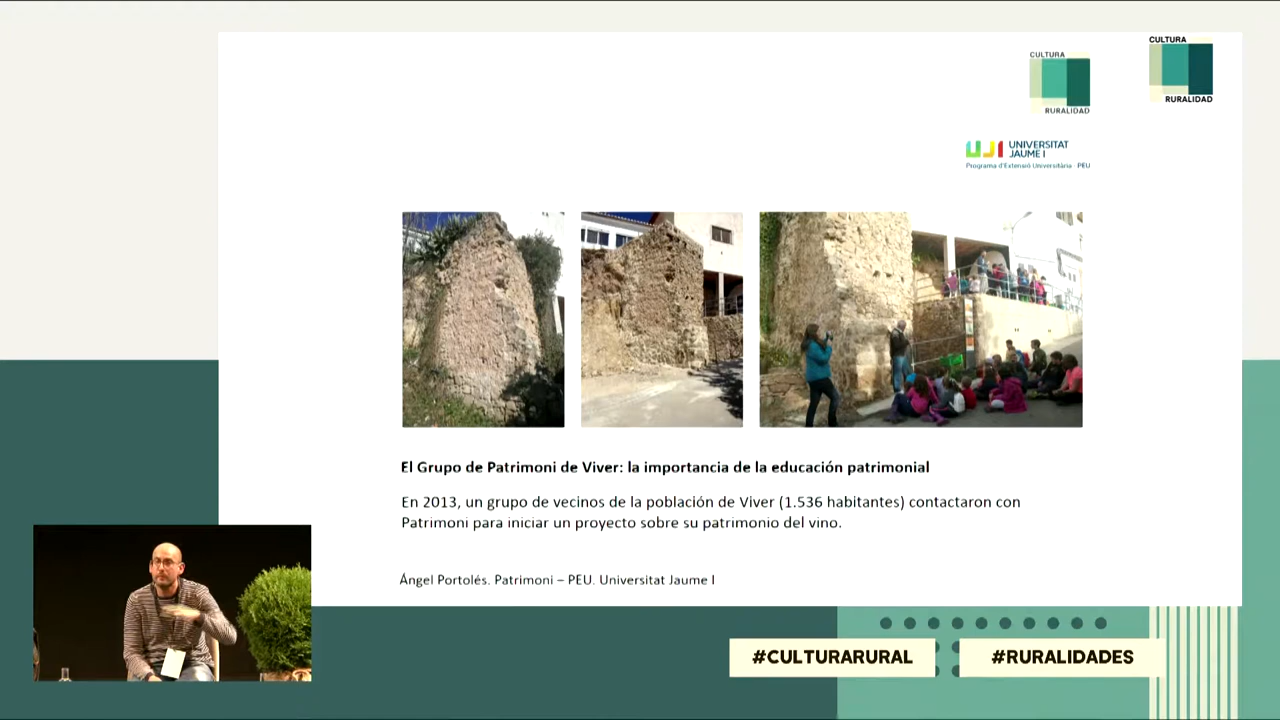 CULTURA
RURALIDAD
CULTURA
RURALIDAD
UJI UNIVERSITAT
JAUME I
Programa d'Extensió Universitària · PEU
El Grupo de Patrimoni de Viver: la importancia de la educación patrimonial
En 2013, un grupo de vecinos de la población de Viver (1.536 habitantes) contactaron con
Patrimoni para iniciar un proyecto sobre su patrimonio del vino.
Ángel Portolés. Patrimoni – PEU. Universitat Jaume I
#CULTURARURAL
#RURALIDADES